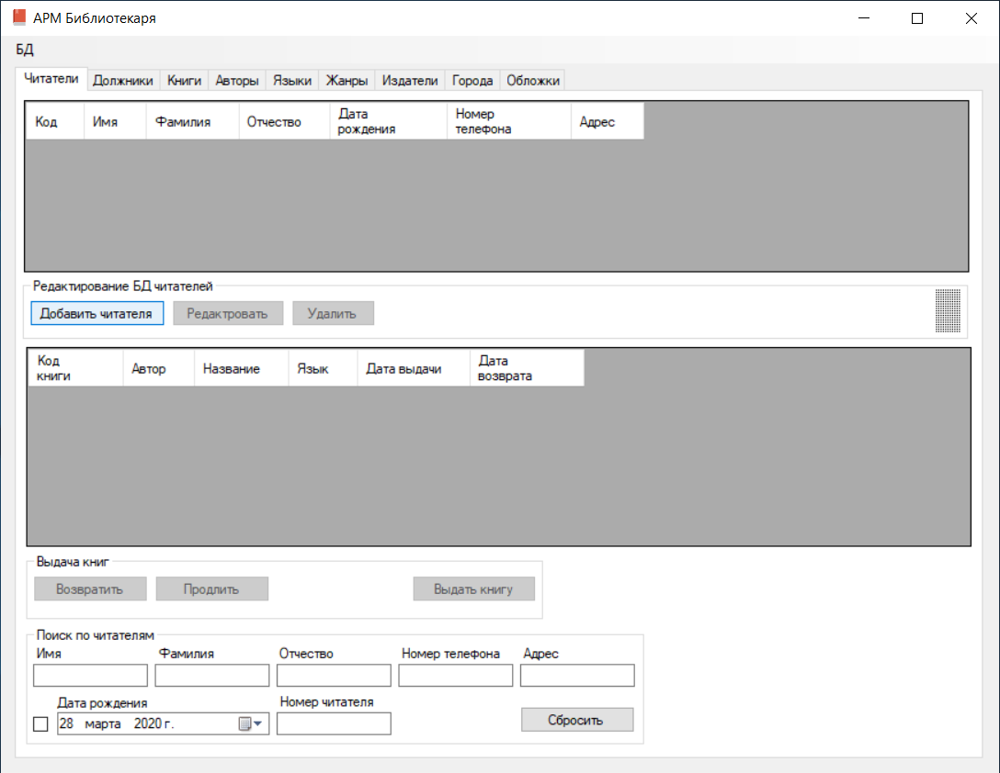 АРМ Библиотекаря
БД
Читатели Должники Книги Авторы Языки Жанры Издатели Города Обложки
Код Имя Фамилия Отчество Дата рождения Номер телефона Адрес
Редактирование БД читателей
Добавить читателя Редактровать Удалить
Код книги Автор Название Язык Дата выдачи Дата возврата
Выдача книг
Возвратить Продлить Выдать книгу
Поиск по читателям
Имя Фамилия Отчество Номер телефона Адрес
Дата рождения Номер читателя
28 марта 2020 г. Сбросить